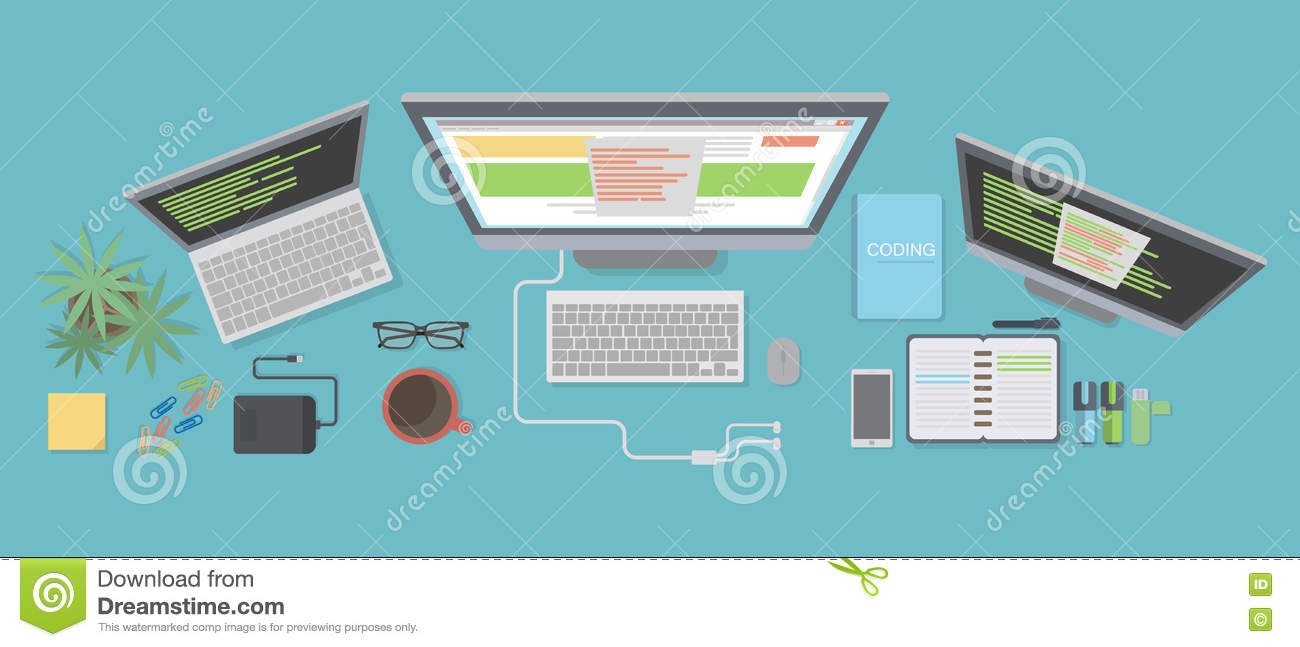 CODING
dreamstime
dreamstime
dreamstime
dreamstime
dreamstime
Download from
Dreamstime.com
This watermarked comp image is for previewing purposes only.
ID
©